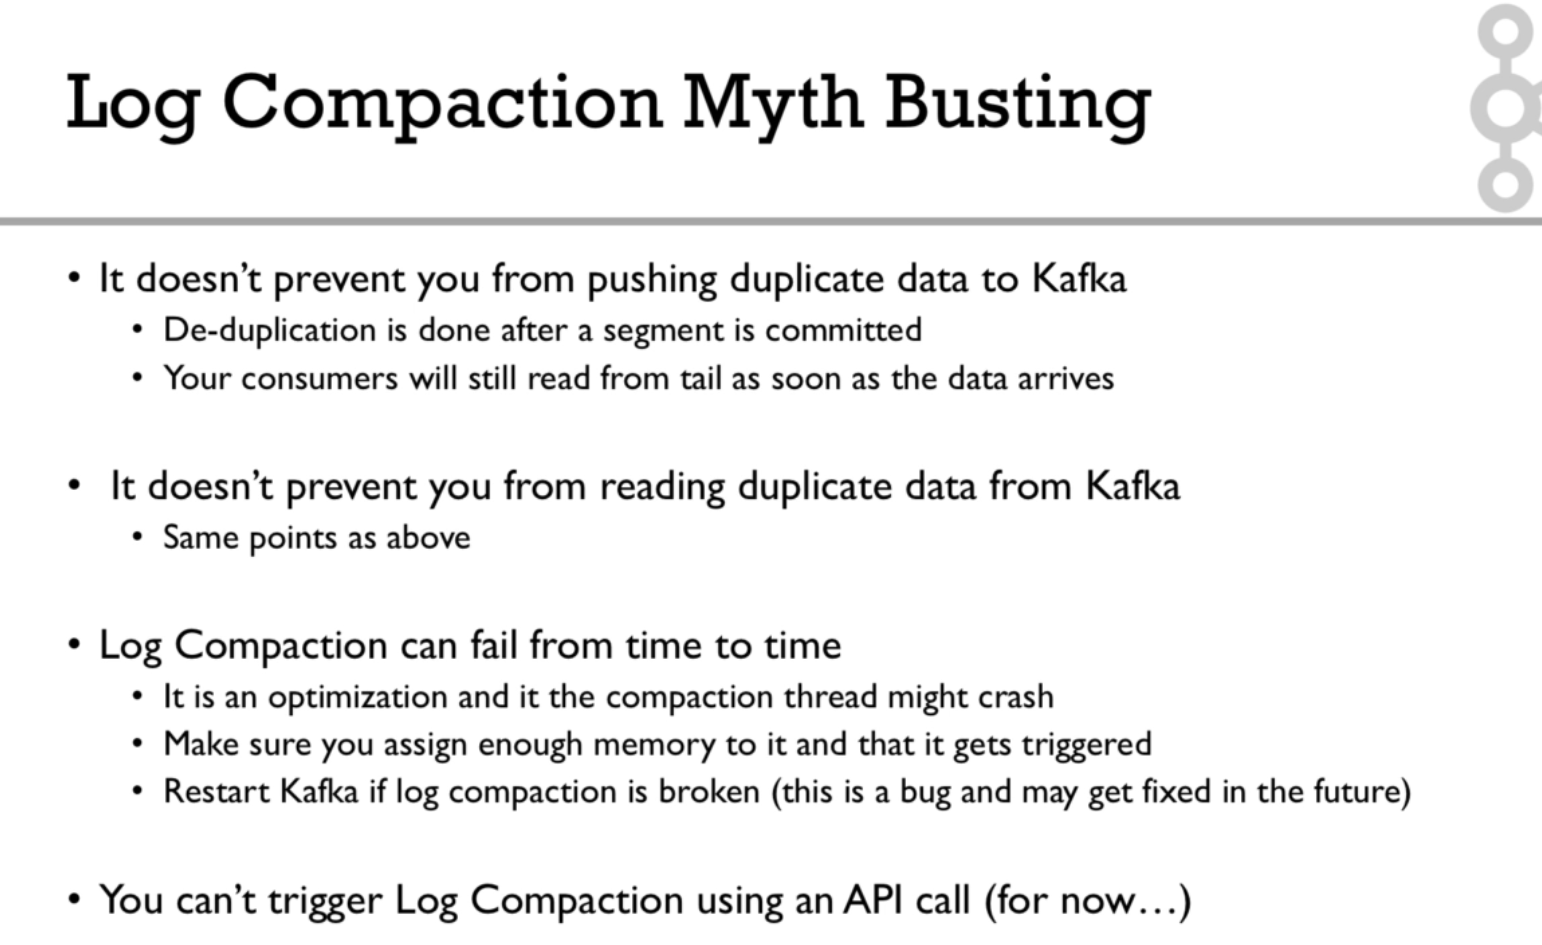 Log Compaction Myth Busting
• It doesn’t prevent you from pushing duplicate data to Kafka
• De-duplication is done after a segment is committed
• Your consumers will still read from tail as soon as the data arrives
• It doesn’t prevent you from reading duplicate data from Kafka
• Same points as above
• Log Compaction can fail from time to time
• It is an optimization and it the compaction thread might crash
• Make sure you assign enough memory to it and that it gets triggered
• Restart Kafka if log compaction is broken (this is a bug and may get fixed in the future)
• You can’t trigger Log Compaction using an API call (for now…)